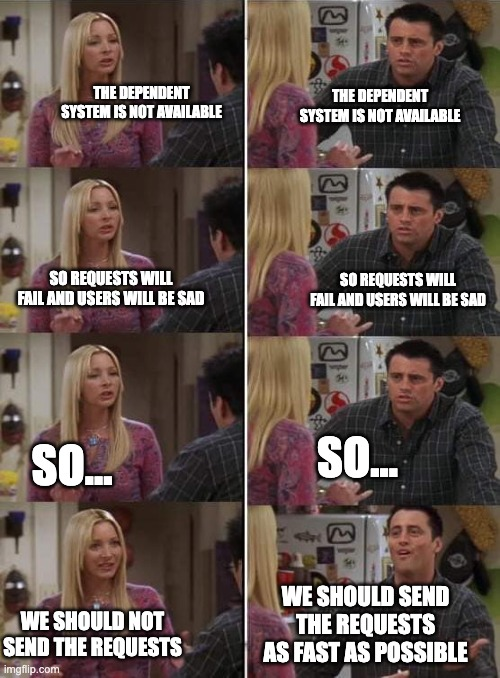 THE DEPENDENT
SYSTEM IS NOT AVAILABLE
THE DEPENDENT
SYSTEM IS NOT AVAILABLE
SO REQUESTS WILL
FAIL AND USERS WILL BE SAD
SO REQUESTS WILL
FAIL AND USERS WILL BE SAD
SO...
SO...
WE SHOULD NOT
SEND THE REQUESTS
WE SHOULD SEND
THE REQUESTS
AS FAST AS POSSIBLE
imgflip.com